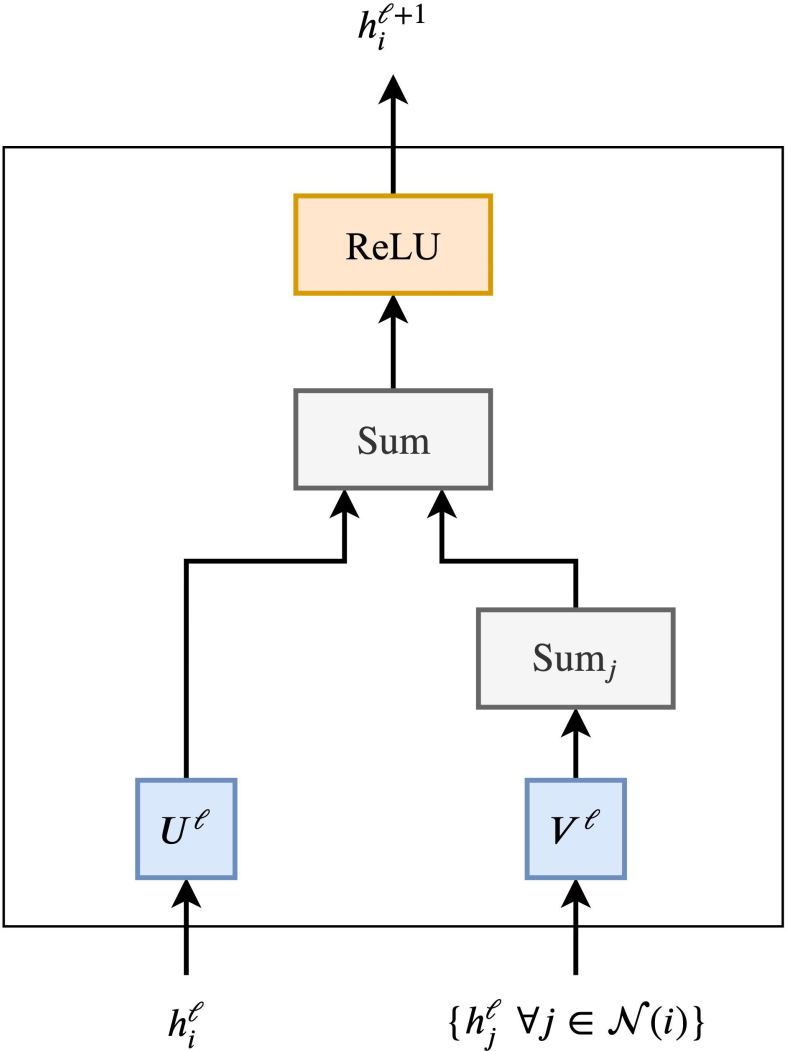 h_i^{ℓ+1}
ReLU
Sum
Sum_j
U^ℓ V^ℓ
h_i^ℓ {h_j^ℓ ∀j ∈ 𝒩(i)}